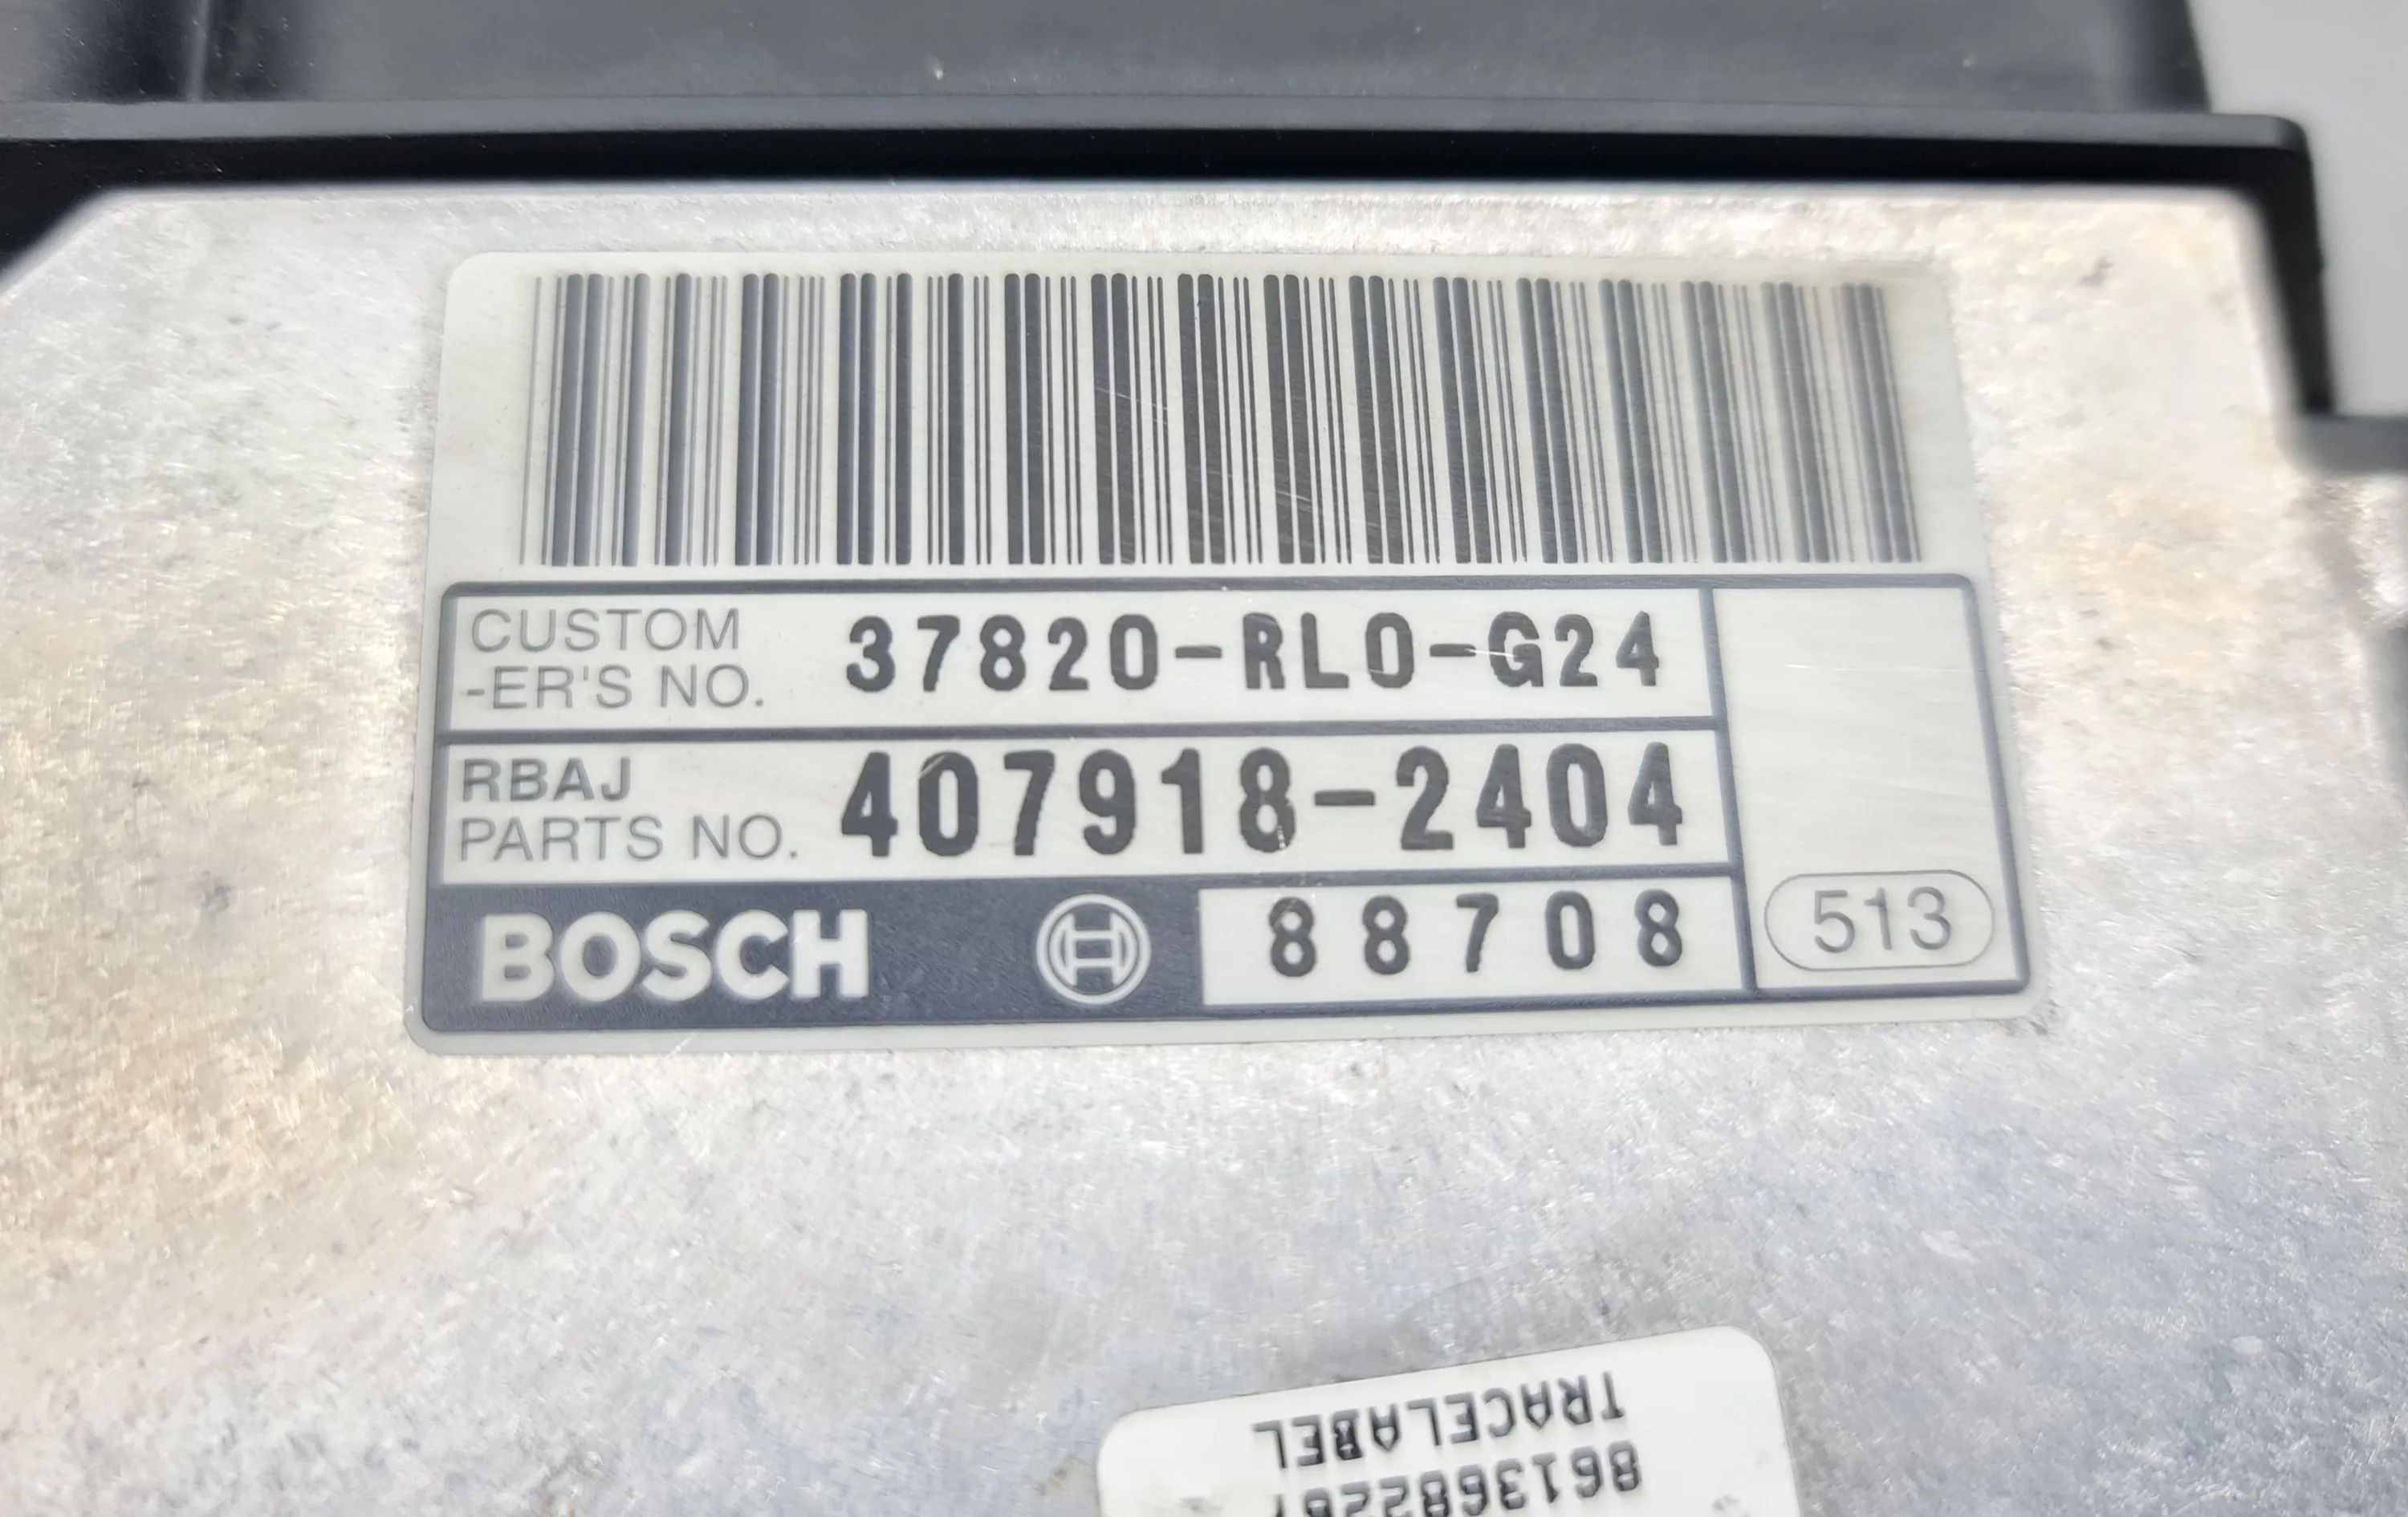 CUSTOM
-ER'S NO. 37820-RL0-G24
RBAJ
PARTS NO. 407918-2404
BOSCH 88708
513
TRACELABEL